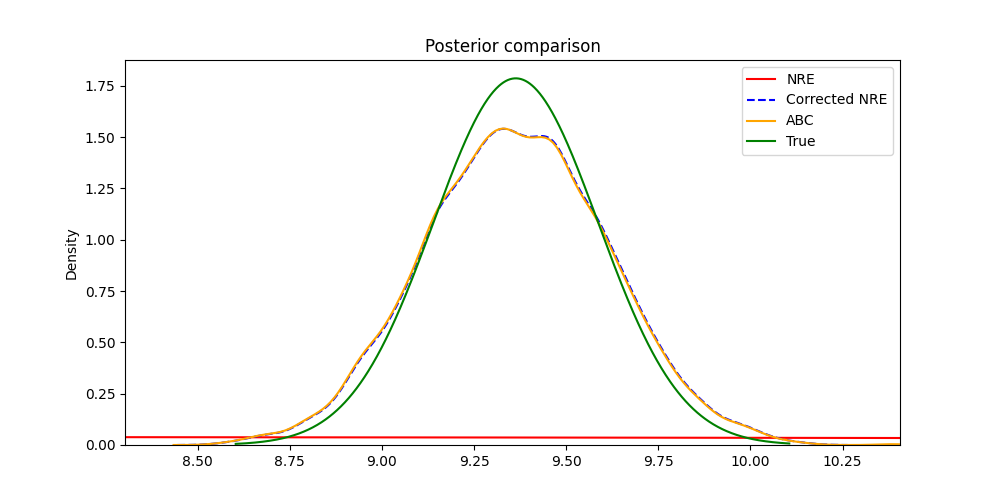 Posterior comparison
NRE
Corrected NRE
ABC
True
Density
1.75
1.50
1.25
1.00
0.75
0.50
0.25
0.00
8.50 8.75 9.00 9.25 9.50 9.75 10.00 10.25